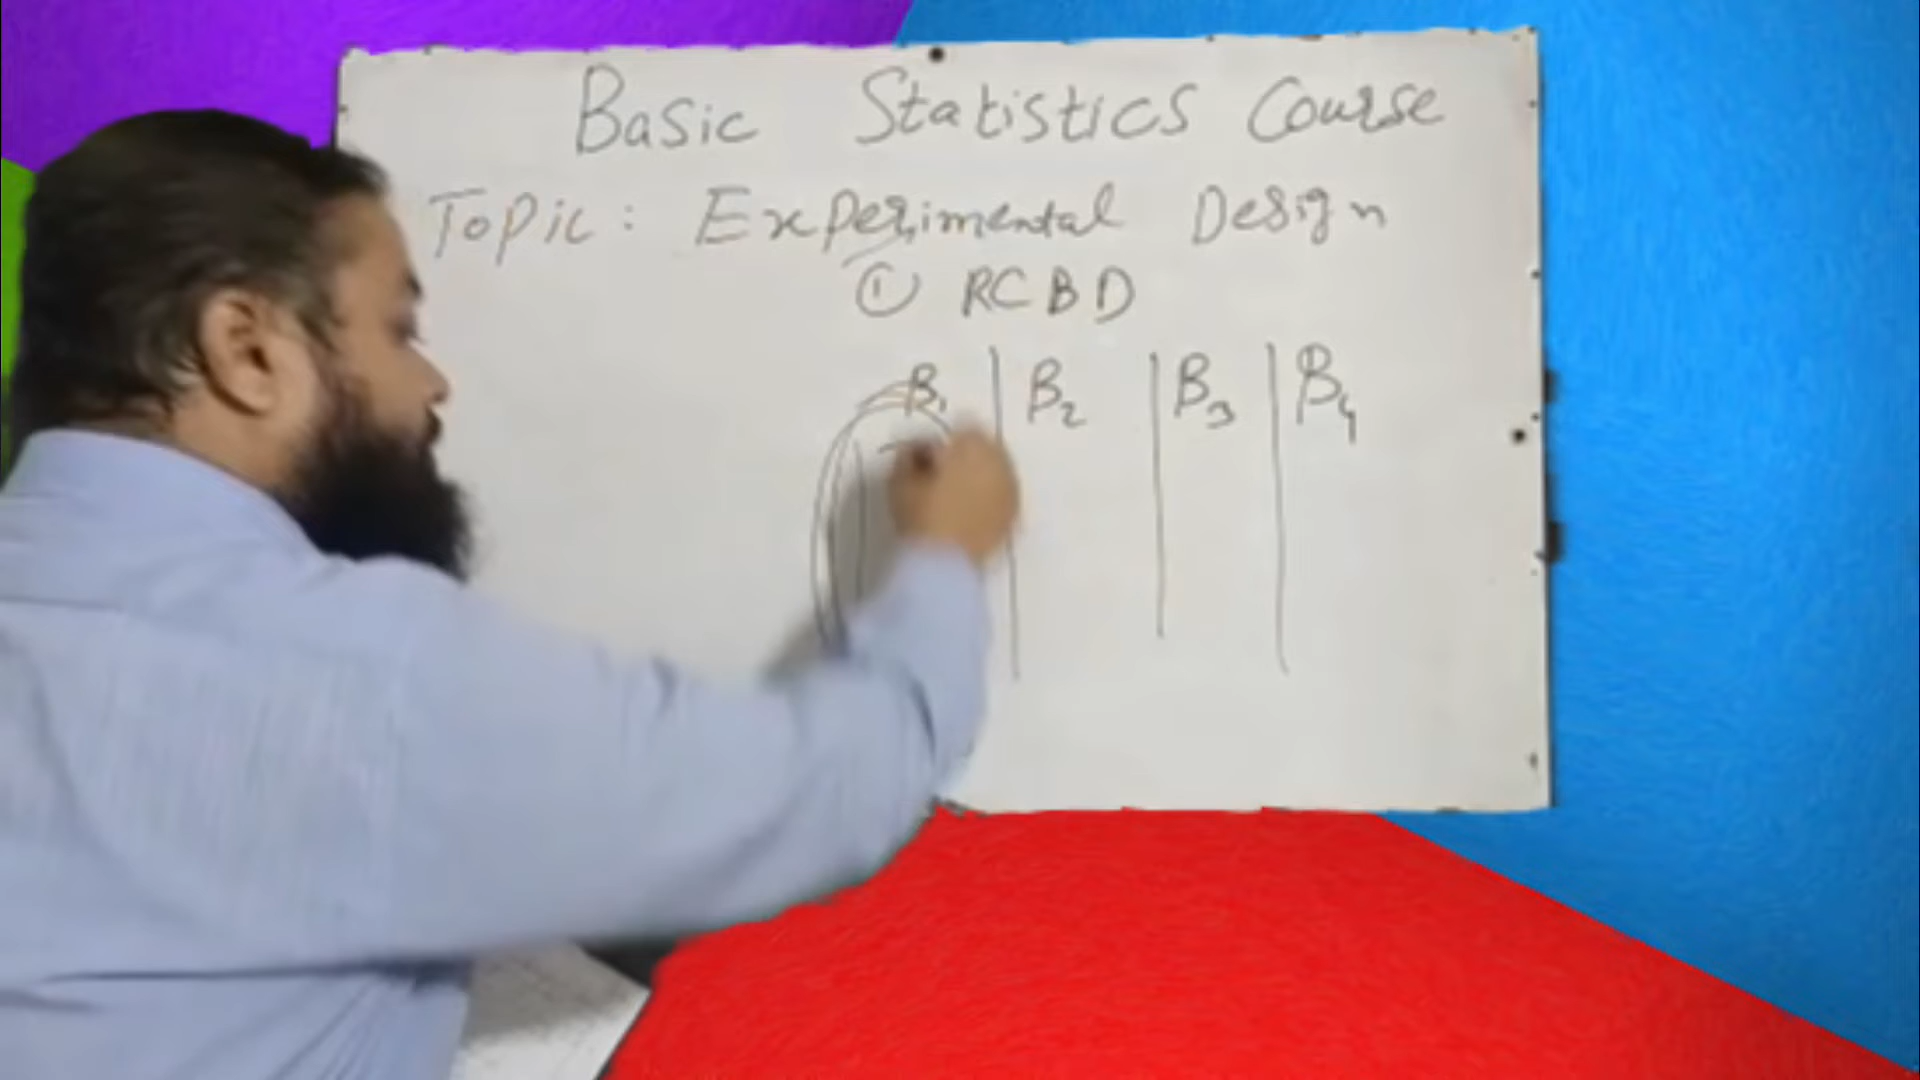 Basic Statistics Course
Topic: Experimental Design
① RCBD
B₁ B₂ B₃ B₄